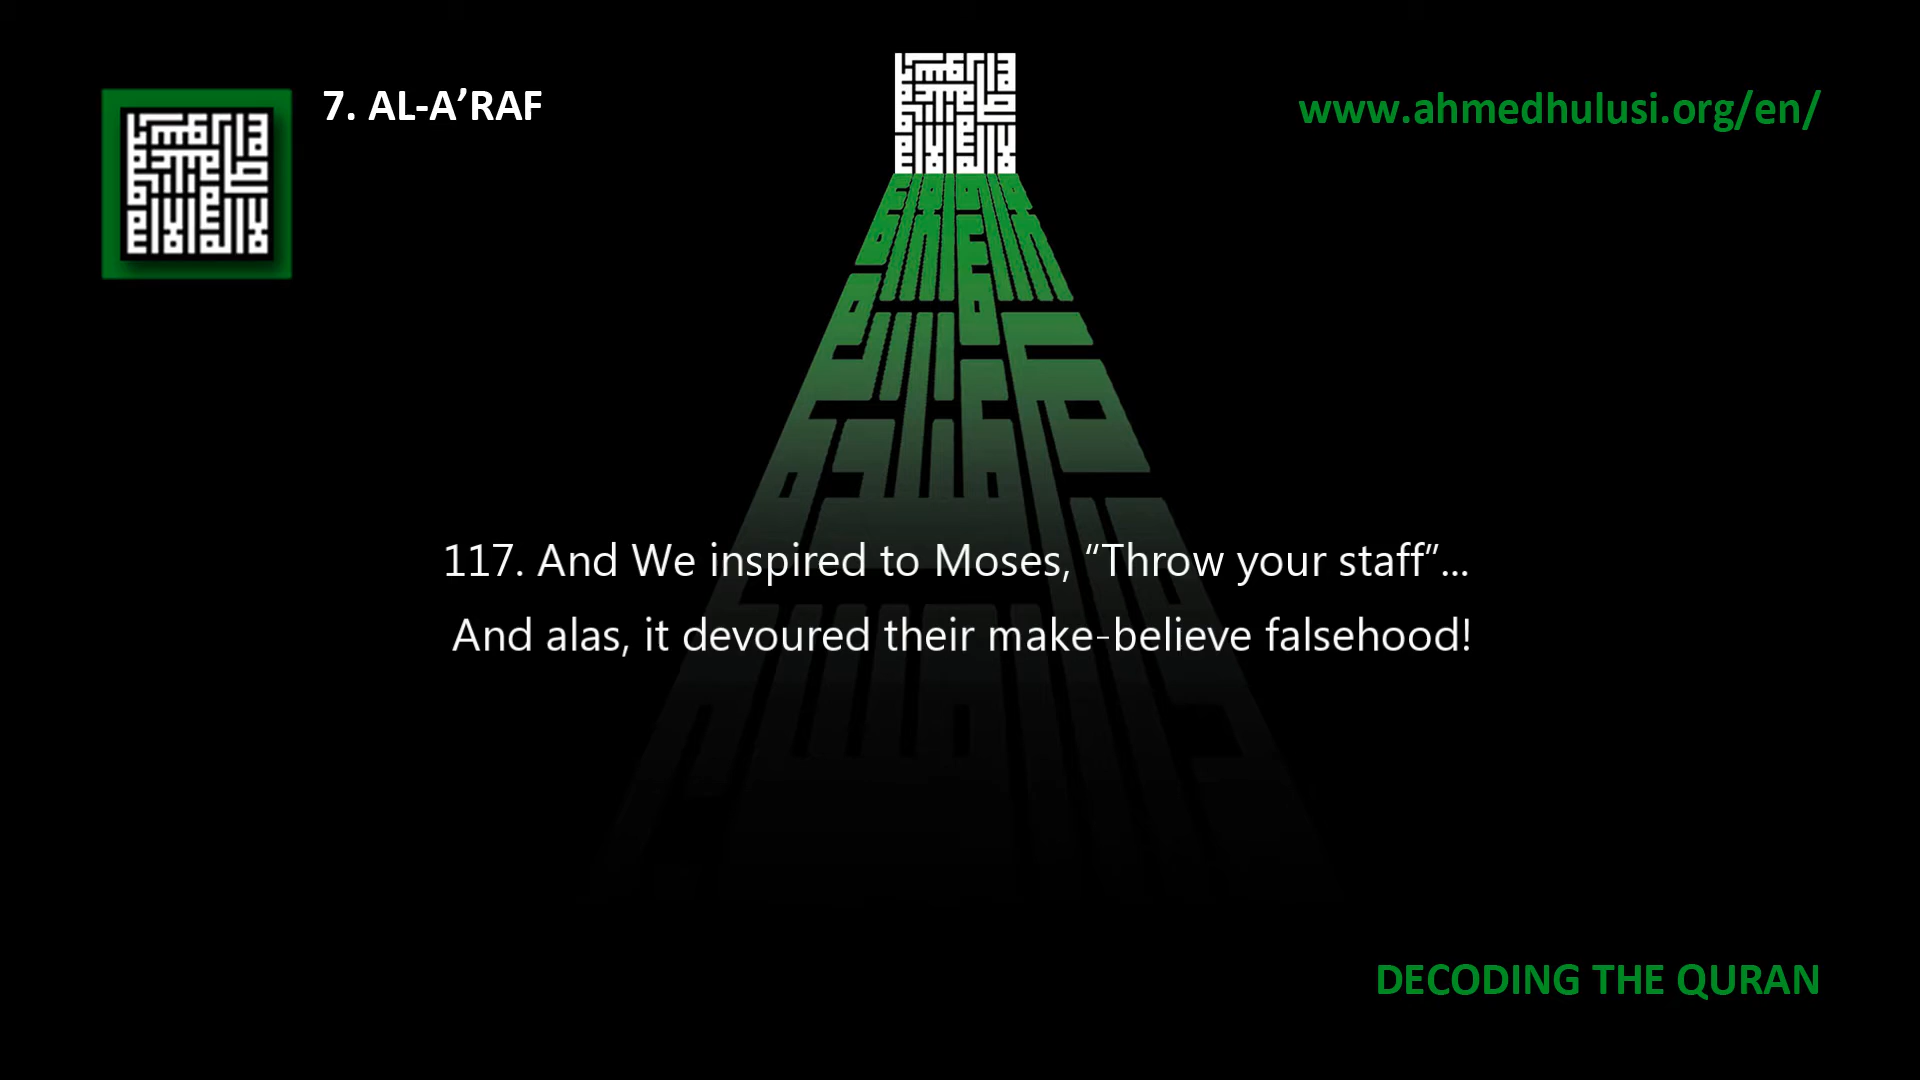 7. AL-A’RAF
www.ahmedhulusi.org/en/
117. And We inspired to Moses, “Throw your staff”...
And alas, it devoured their make-believe falsehood!
DECODING THE QURAN